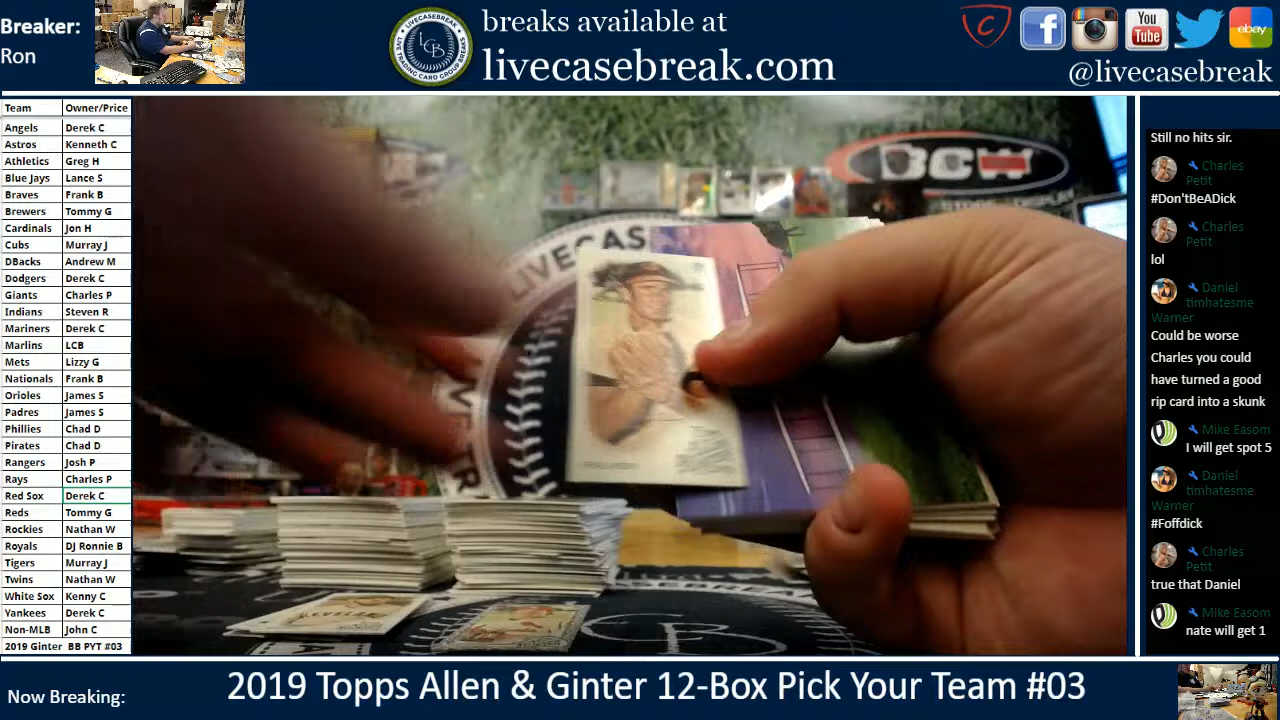 Breaker:
Ron
breaks available at
livecasebreak.com
@livecasebreak
You
Tube
ebay
LCB
Team Owner/Price
Angels Derek C
Astros Kenneth C
Athletics Greg H
Blue Jays Lance S
Braves Frank B
Brewers Tommy G
Cardinals Jon H
Cubs Murray J
DBacks Andrew M
Dodgers Derek C
Giants Charles P
Indians Steven R
Mariners Derek C
Marlins LCB
Mets Lizzy G
Nationals Frank B
Orioles James S
Padres James S
Phillies Chad D
Pirates Chad D
Rangers Josh P
Rays Charles P
Red Sox Derek C
Reds Tommy G
Rockies Nathan W
Royals DJ Ronnie B
Tigers Murray J
Twins Nathan W
White Sox Kenny C
Yankees Derek C
Non-MLB John C
2019 Ginter BB PYT #03
BCW
LIVECAS
Still no hits sir.
Charles
Petit
#Don'tBeADick
Charles
Petit
lol
Daniel
timhatesme
Warner
Could be worse
Charles you could
have turned a good
rip card into a skunk
Mike Easom
I will get spot 5
Daniel
timhatesme
Warner
#Foffdick
Charles
Petit
true that Daniel
Mike Easom
nate will get 1
Now Breaking:
2019 Topps Allen & Ginter 12-Box Pick Your Team #03